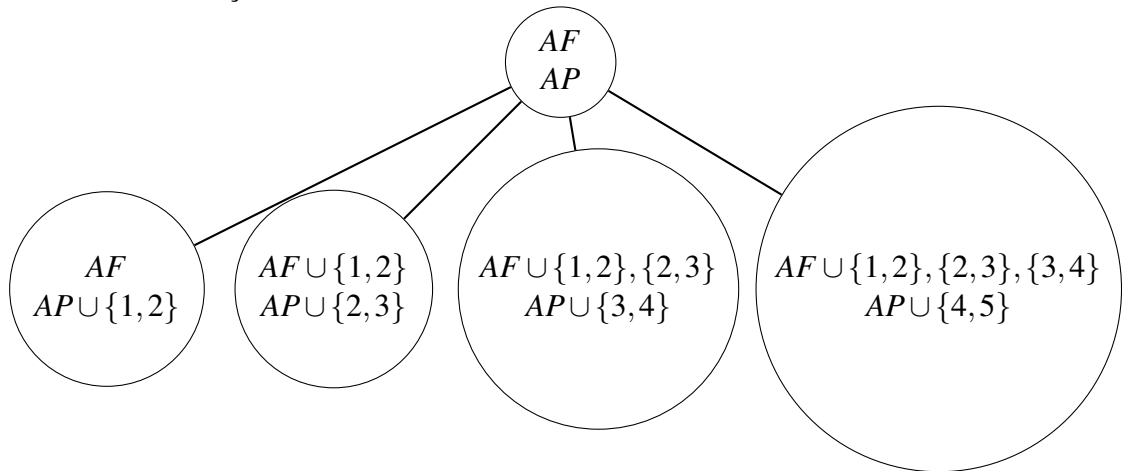 AF
AP
AF
AP ∪ {1,2}
AF ∪ {1,2}
AP ∪ {2,3}
AF ∪ {1,2},{2,3}
AP ∪ {3,4}
AF ∪ {1,2},{2,3},{3,4}
AP ∪ {4,5}